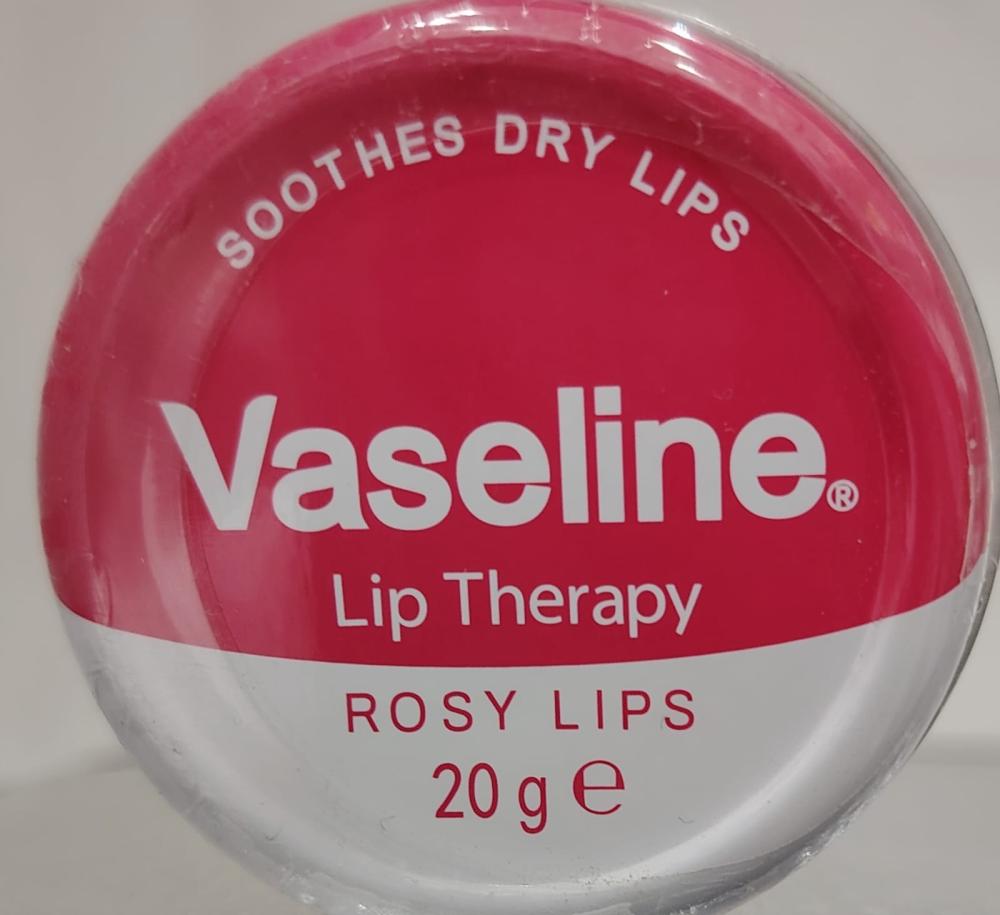 SOOTHES DRY LIPS
Vaseline®
Lip Therapy
ROSY LIPS
20 g ℮